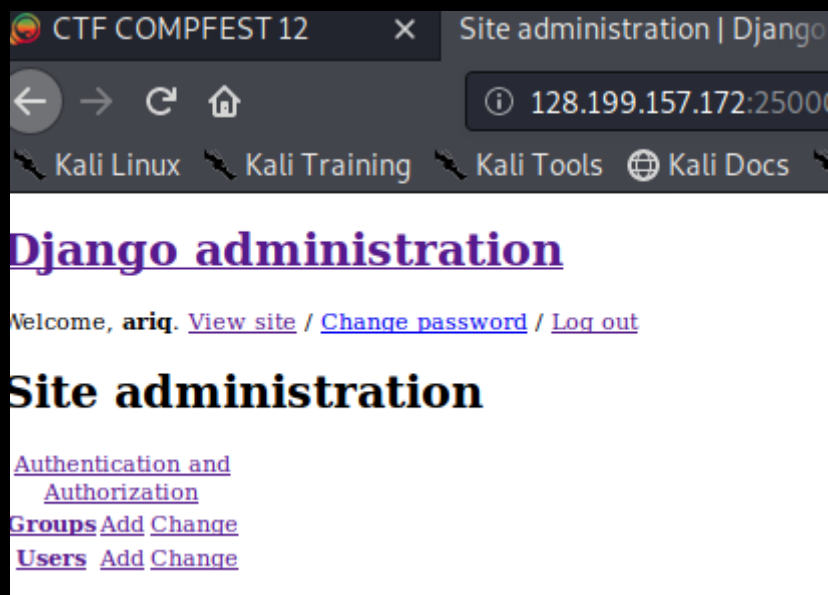 CTF COMPFEST 12 × Site administration | Django
128.199.157.172:25000
Kali Linux Kali Training Kali Tools Kali Docs
Django administration
Welcome, ariq. View site / Change password / Log out
Site administration
Authentication and
Authorization
Groups Add Change
Users Add Change